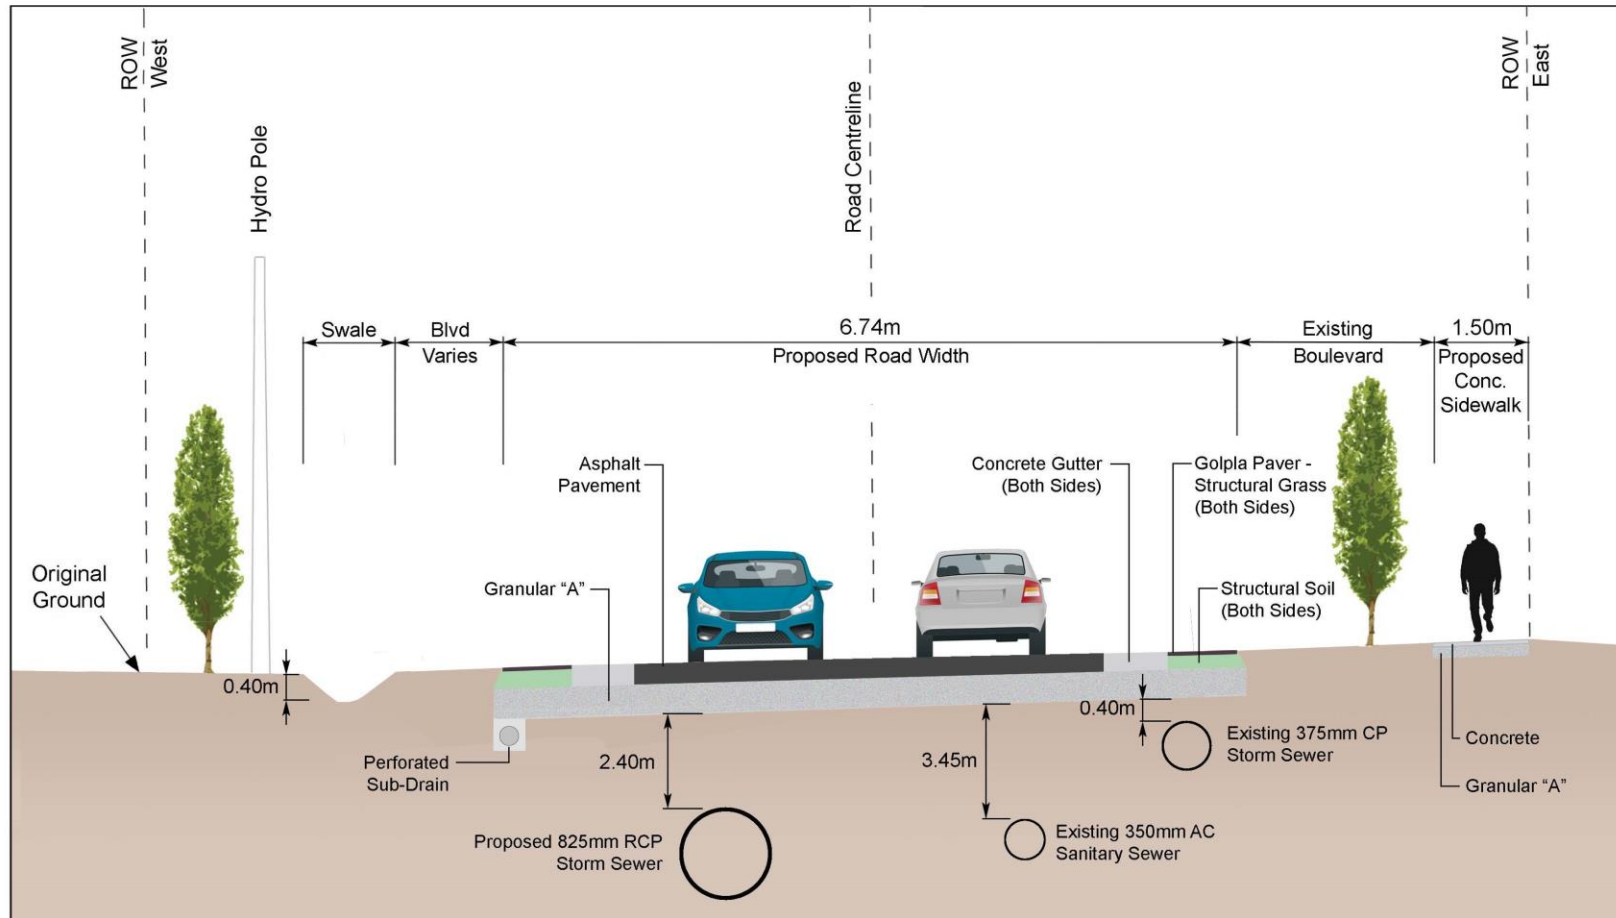 ROW
West
Hydro Pole
Road Centreline
ROW
East
Swale
Blvd
Varies
6.74m
Proposed Road Width
Existing
Boulevard
1.50m
Proposed
Conc.
Sidewalk
Asphalt
Pavement
Concrete Gutter
(Both Sides)
Golpla Paver -
Structural Grass
(Both Sides)
Original
Ground
Granular “A”
Structural Soil
(Both Sides)
0.40m
0.40m
Perforated
Sub-Drain
2.40m
3.45m
Existing 375mm CP
Storm Sewer
Concrete
Granular “A”
Proposed 825mm RCP
Storm Sewer
Existing 350mm AC
Sanitary Sewer